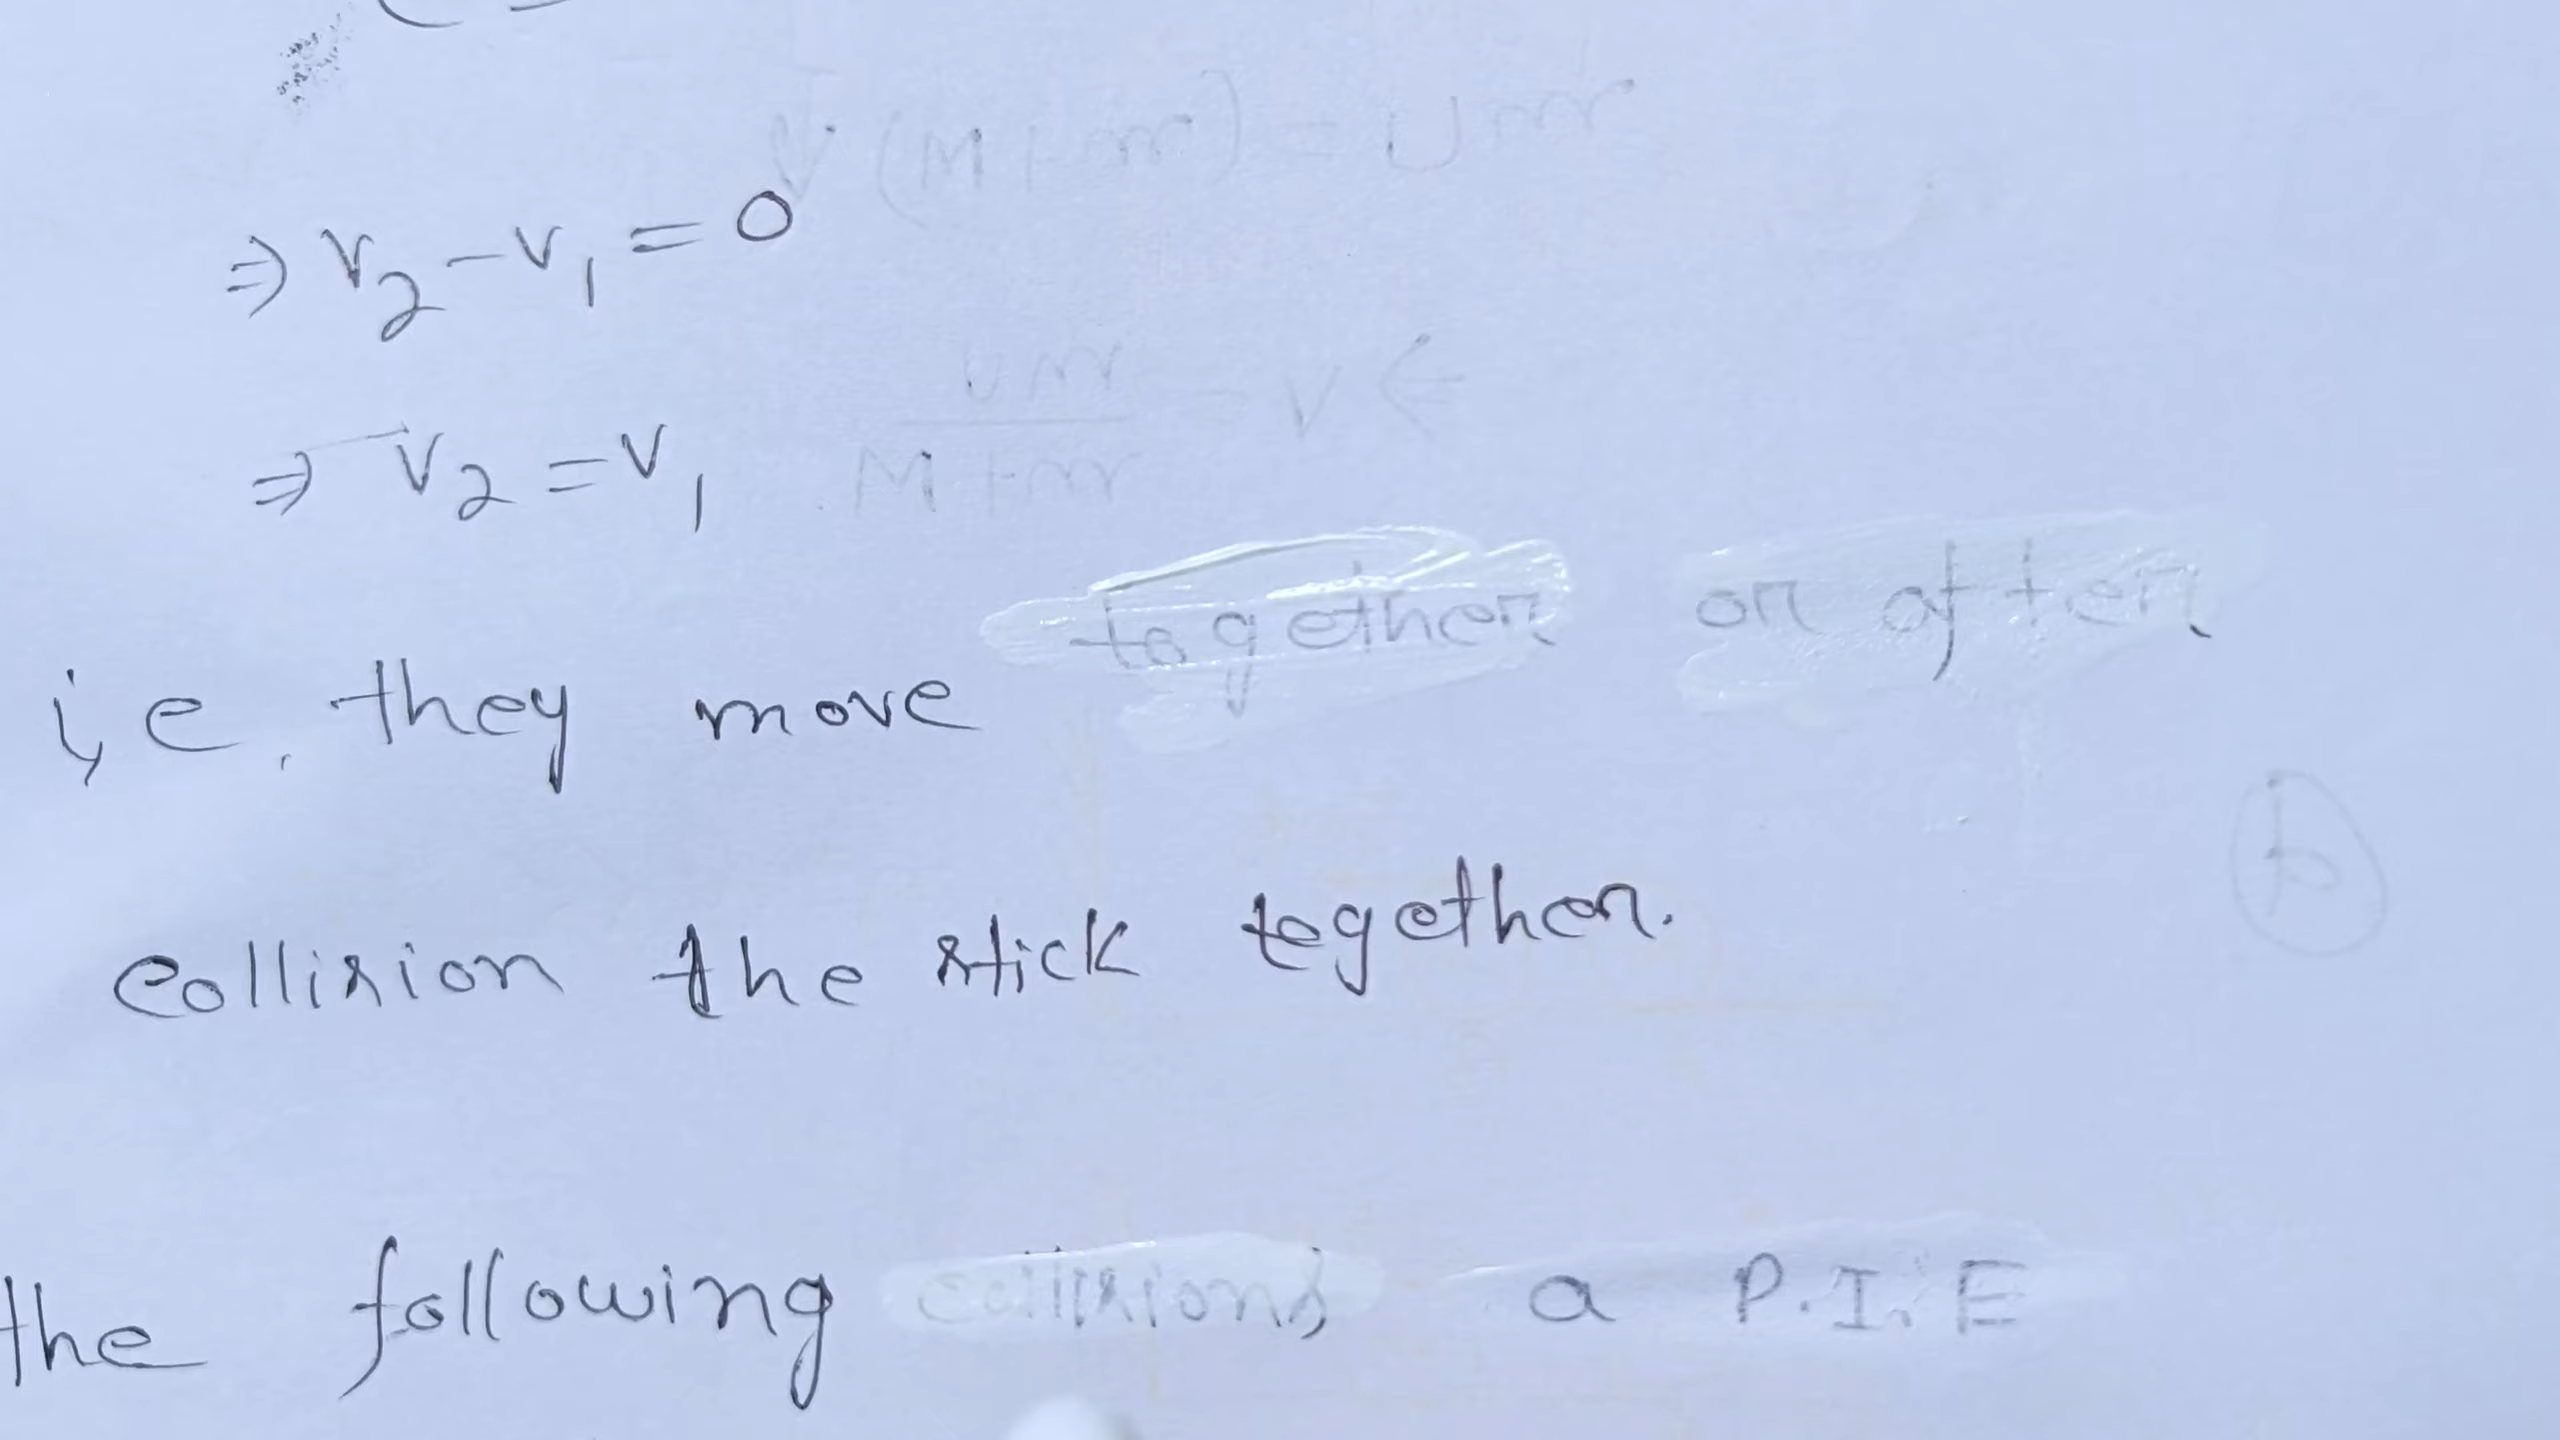 ⇒ v₂ - v₁ = 0
⇒ v₂ = v₁
i,e, they move together or after
collision the stick together.
the following collisions a P.I.E